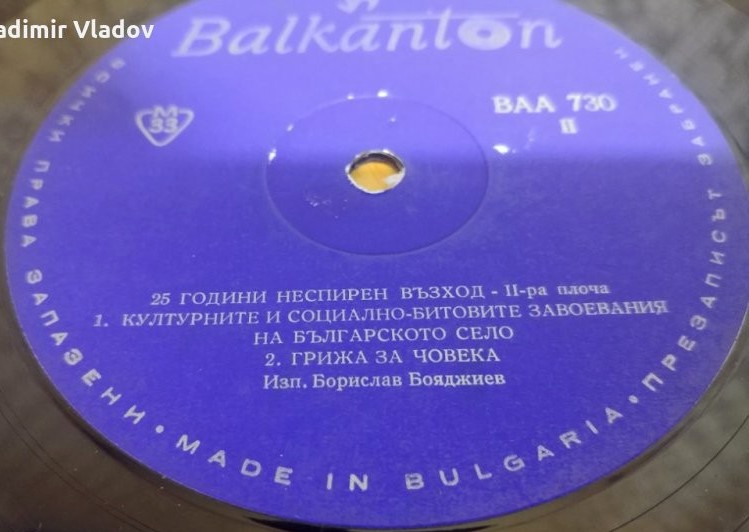 Vladov
Balkanton
M
33
ВАА 730
II
25 ГОДИНИ НЕСПИРЕН ВЪЗХОД - II-ра плоча
1. КУЛТУРНИТЕ И СОЦИАЛНО-БИТОВИТЕ ЗАВОЕВАНИЯ
НА БЪЛГАРСКОТО СЕЛО
2. ГРИЖА ЗА ЧОВЕКА
Изп. Борислав Бояджиев
ВСИЧКИ ПРАВА ЗАПАЗЕНИ • MADE IN BULGARIA • ПРЕЗАПИСЪТ ЗАБРАНЕН